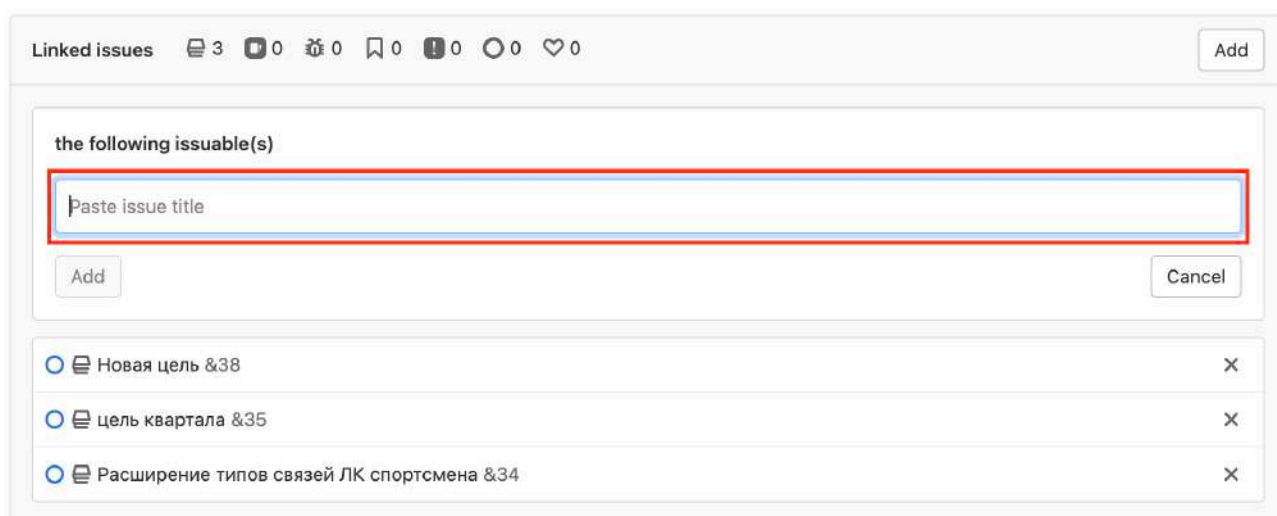 Linked issues 3 0 0 0 0 0 0 Add
the following issuable(s)
Paste issue title
Add Cancel
Новая цель &38
цель квартала &35
Расширение типов связей ЛК спортсмена &34